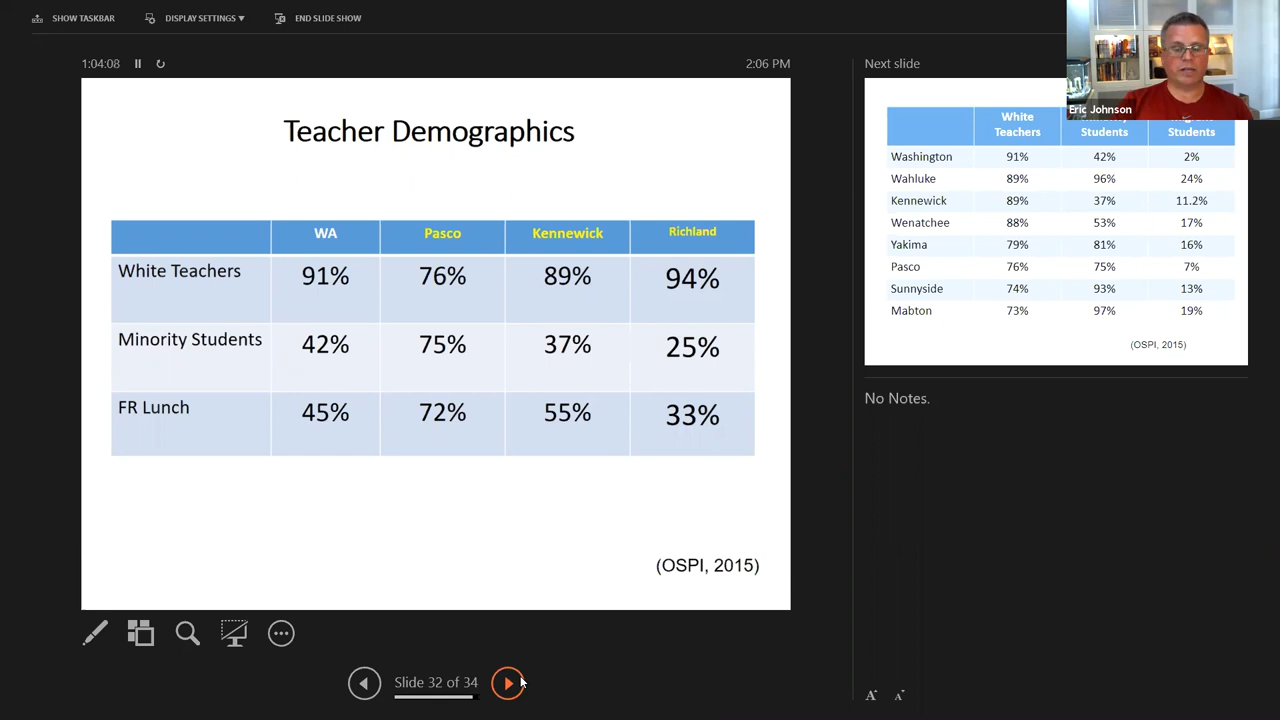 SHOW TASKBAR DISPLAY SETTINGS ▾ END SLIDE SHOW
1:04:08 2:06 PM
Teacher Demographics
WA Pasco Kennewick Richland
White Teachers 91% 76% 89% 94%
Minority Students 42% 75% 37% 25%
FR Lunch 45% 72% 55% 33%
(OSPI, 2015)
Slide 32 of 34
Next slide
Eric Johnson
White
Teachers Students Students
Washington 91% 42% 2%
Wahluke 89% 96% 24%
Kennewick 89% 37% 11.2%
Wenatchee 88% 53% 17%
Yakima 79% 81% 16%
Pasco 76% 75% 7%
Sunnyside 74% 93% 13%
Mabton 73% 97% 19%
(OSPI, 2015)
No Notes.
A A